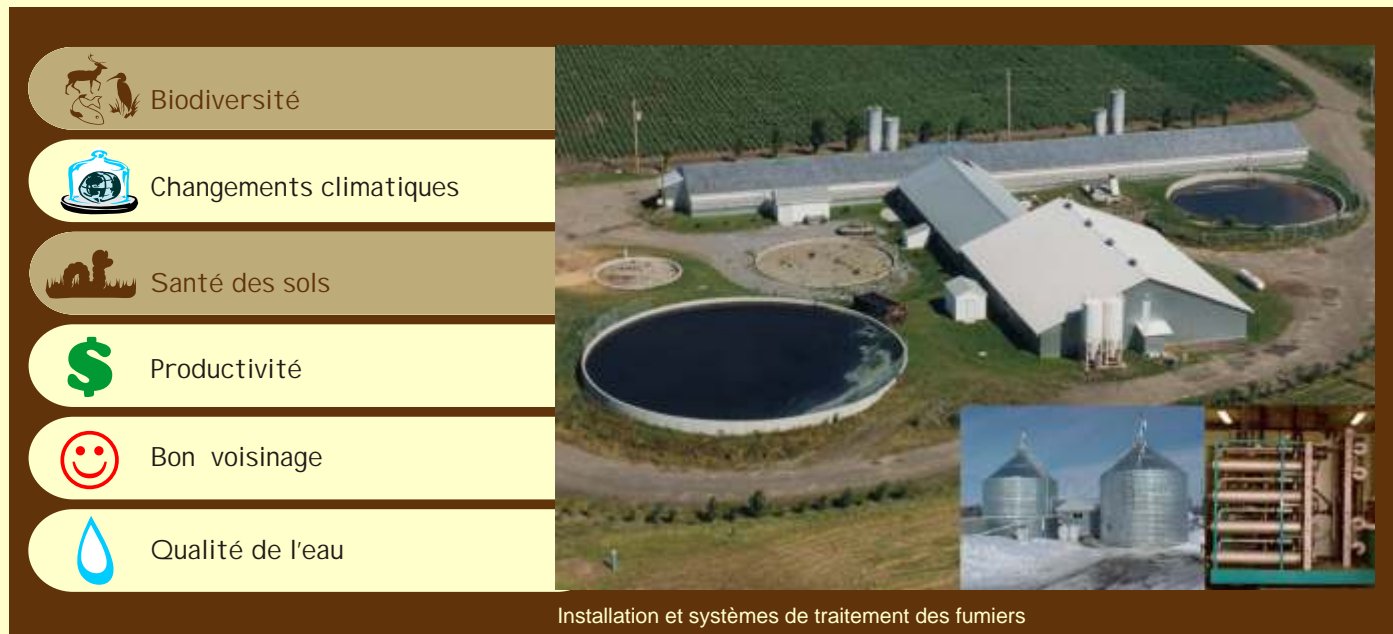 Biodiversité
Changements climatiques
Santé des sols
Productivité
Bon voisinage
Qualité de l'eau
Installation et systèmes de traitement des fumiers